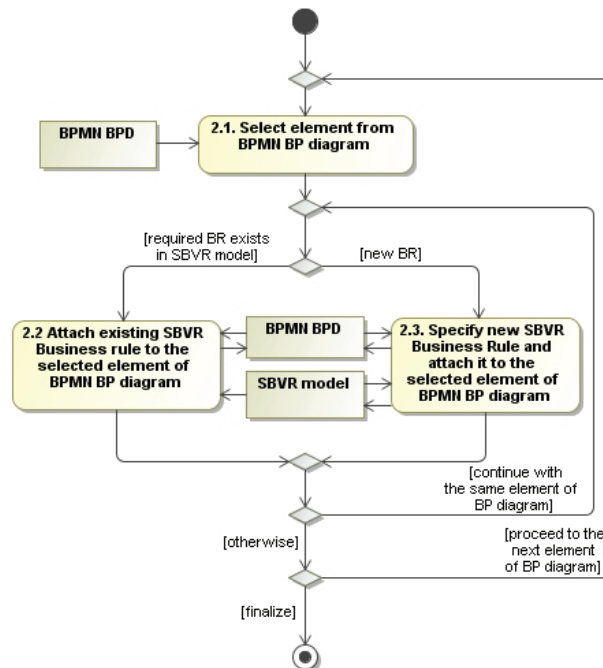 2.1. Select element from
BPMN BP diagram
BPMN BPD
[required BR exists
in SBVR model]
[new BR]
2.2 Attach existing SBVR
Business rule to the
selected element of
BPMN BP diagram
BPMN BPD
SBVR model
2.3. Specify new SBVR
Business Rule and
attach it to the
selected element of
BPMN BP diagram
[continue with
the same element of
BP diagram]
[otherwise]
[proceed to the
next element
of BP diagram]
[finalize]